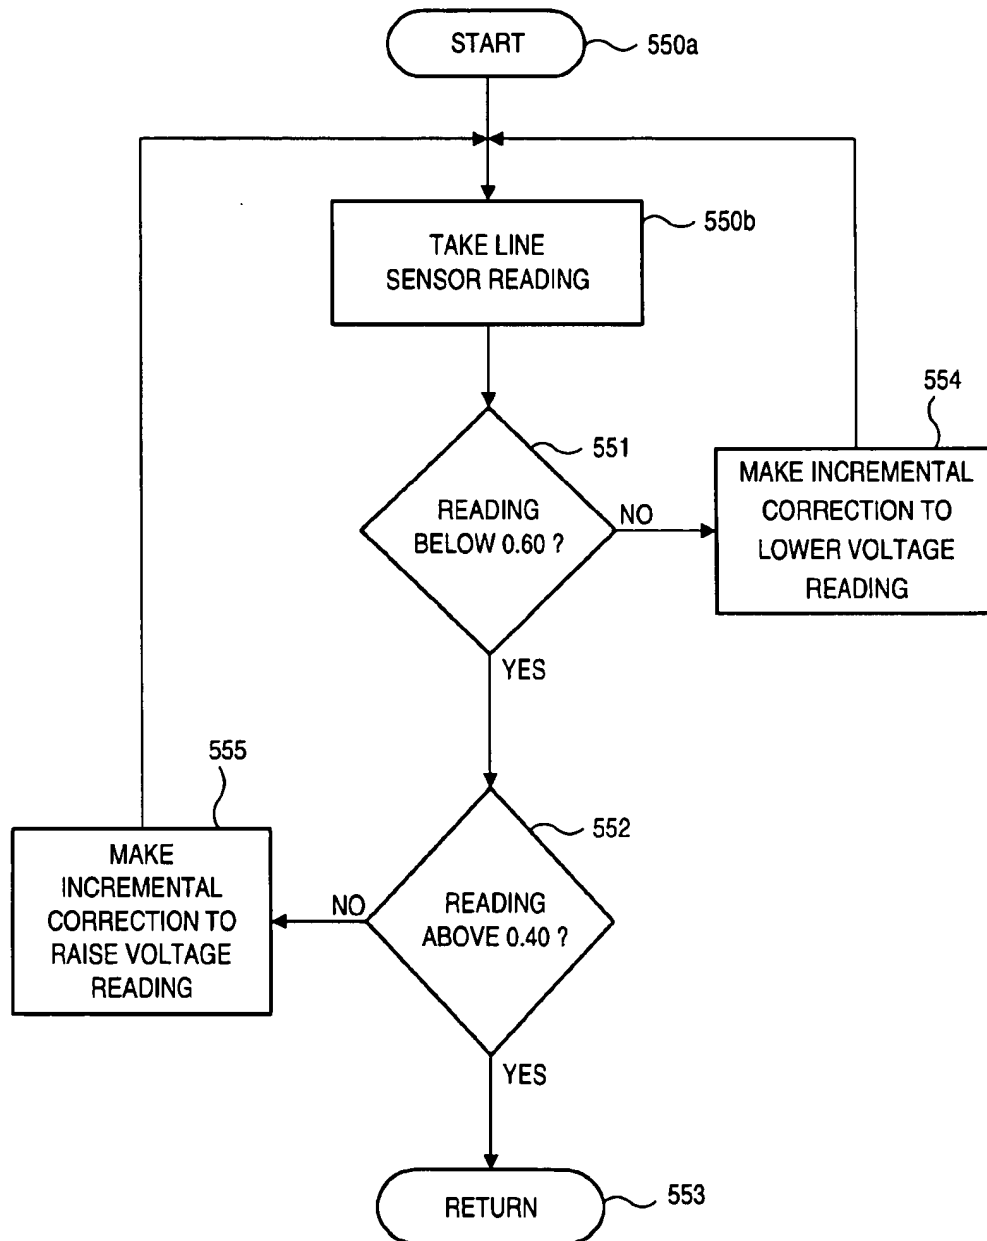 START
550a
TAKE LINE
SENSOR READING
550b
551
READING
BELOW 0.60 ?
NO
YES
554
MAKE INCREMENTAL
CORRECTION TO
LOWER VOLTAGE
READING
555
MAKE
INCREMENTAL
CORRECTION TO
RAISE VOLTAGE
READING
552
READING
ABOVE 0.40 ?
NO
YES
RETURN
553